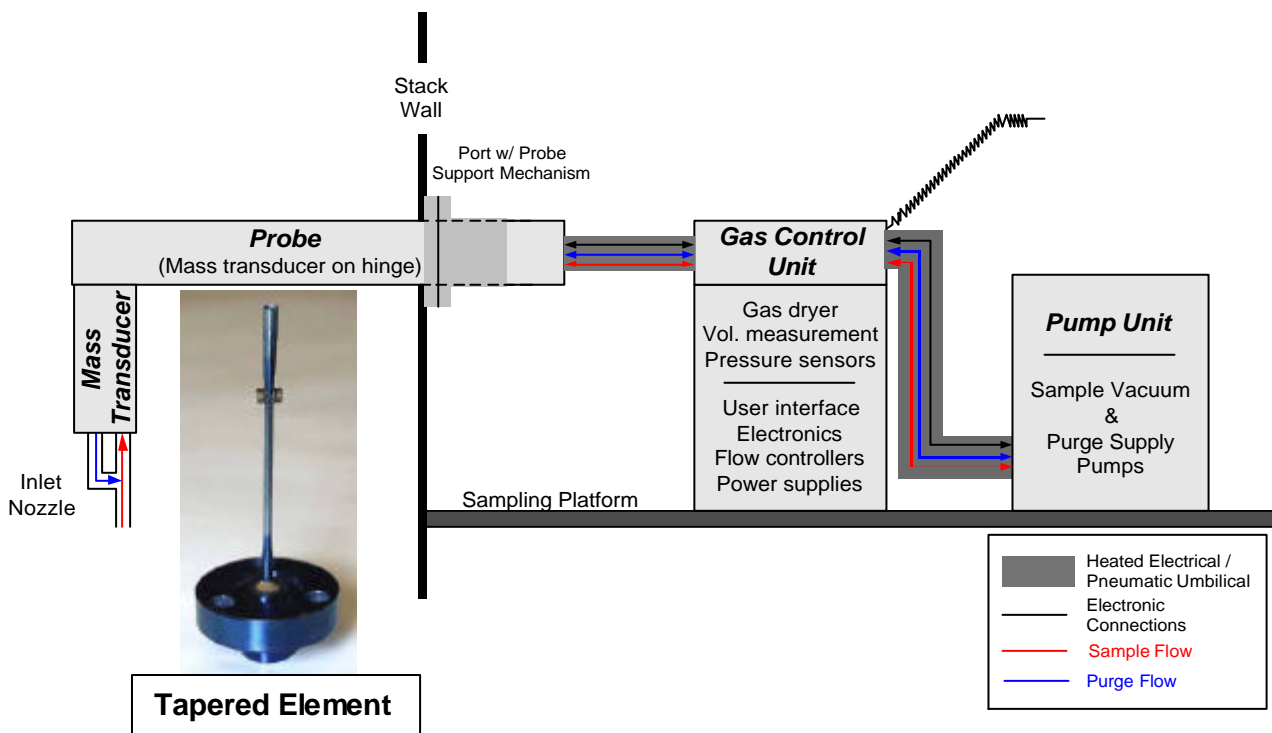 Stack
Wall
Port w/ Probe
Support Mechanism
Probe
(Mass transducer on hinge)
Gas Control
Unit
Gas dryer
Vol. measurement
Pressure sensors
User interface
Electronics
Flow controllers
Power supplies
Pump Unit
Sample Vacuum
&
Purge Supply
Pumps
Mass
Transducer
Inlet
Nozzle
Sampling Platform
Tapered Element
Heated Electrical /
Pneumatic Umbilical
Electronic
Connections
Sample Flow
Purge Flow